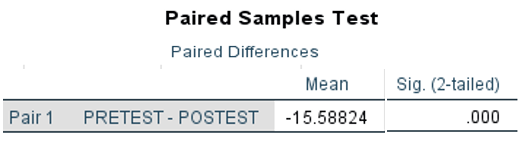 Paired Samples Test
Paired Differences
Mean Sig. (2-tailed)
Pair 1 PRETEST - POSTEST -15.58824 .000